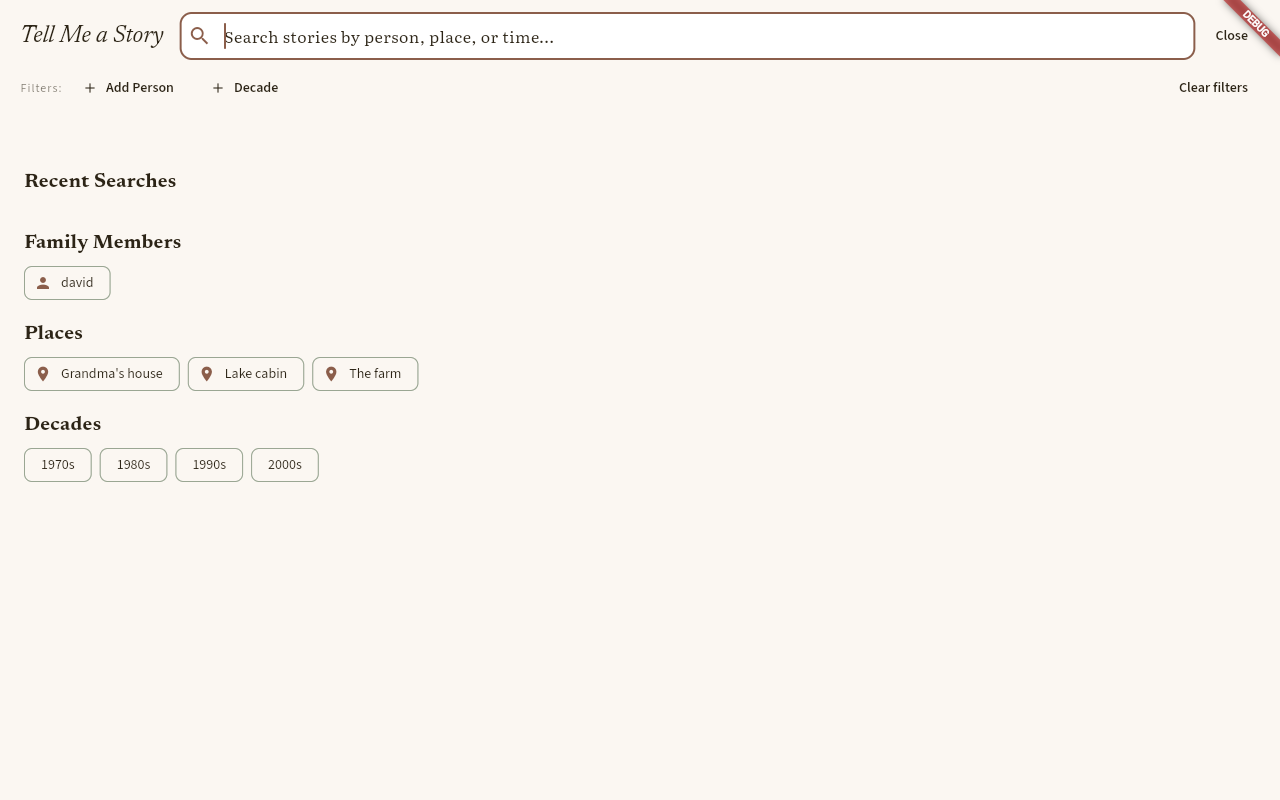 Tell Me a Story
Search stories by person, place, or time...
Close
DEBUG
Filters:
Add Person
Decade
Clear filters
Recent Searches
Family Members
david
Places
Grandma's house
Lake cabin
The farm
Decades
1970s
1980s
1990s
2000s